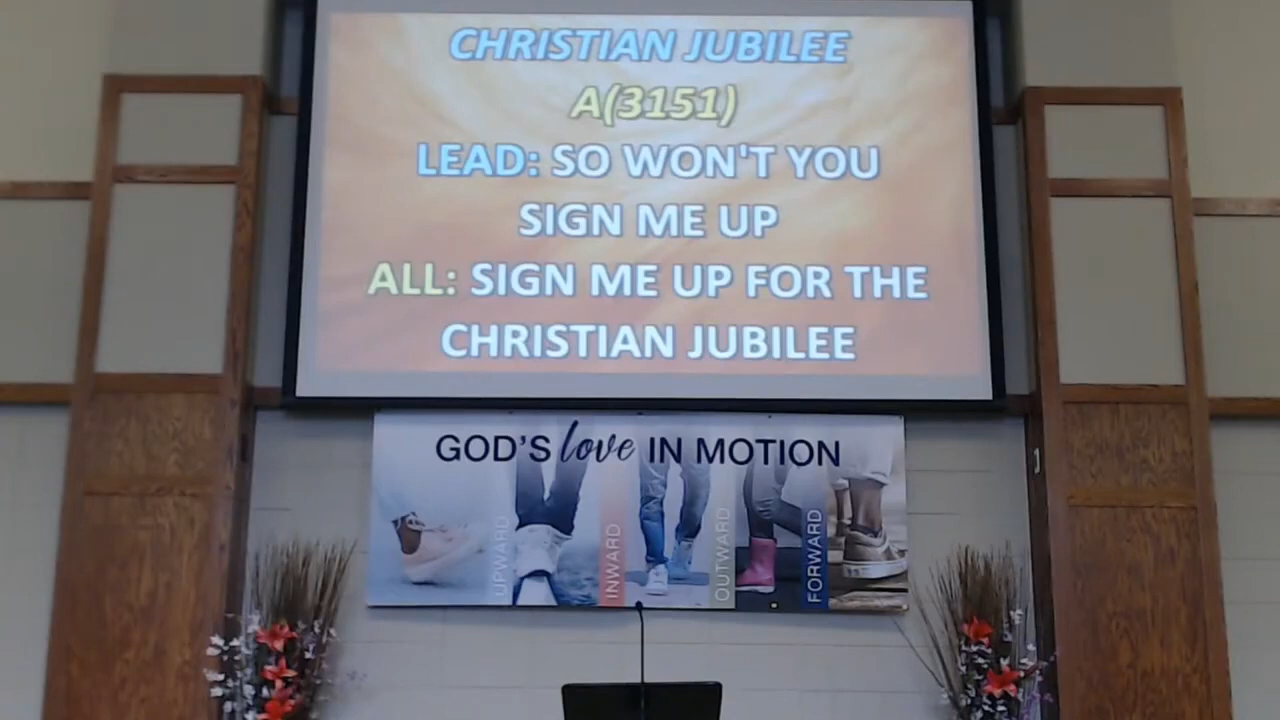 CHRISTIAN JUBILEE
A(3151)
LEAD: SO WON'T YOU
SIGN ME UP
ALL: SIGN ME UP FOR THE
CHRISTIAN JUBILEE
GOD'S love IN MOTION
UPWARD
INWARD
OUTWARD
FORWARD
1